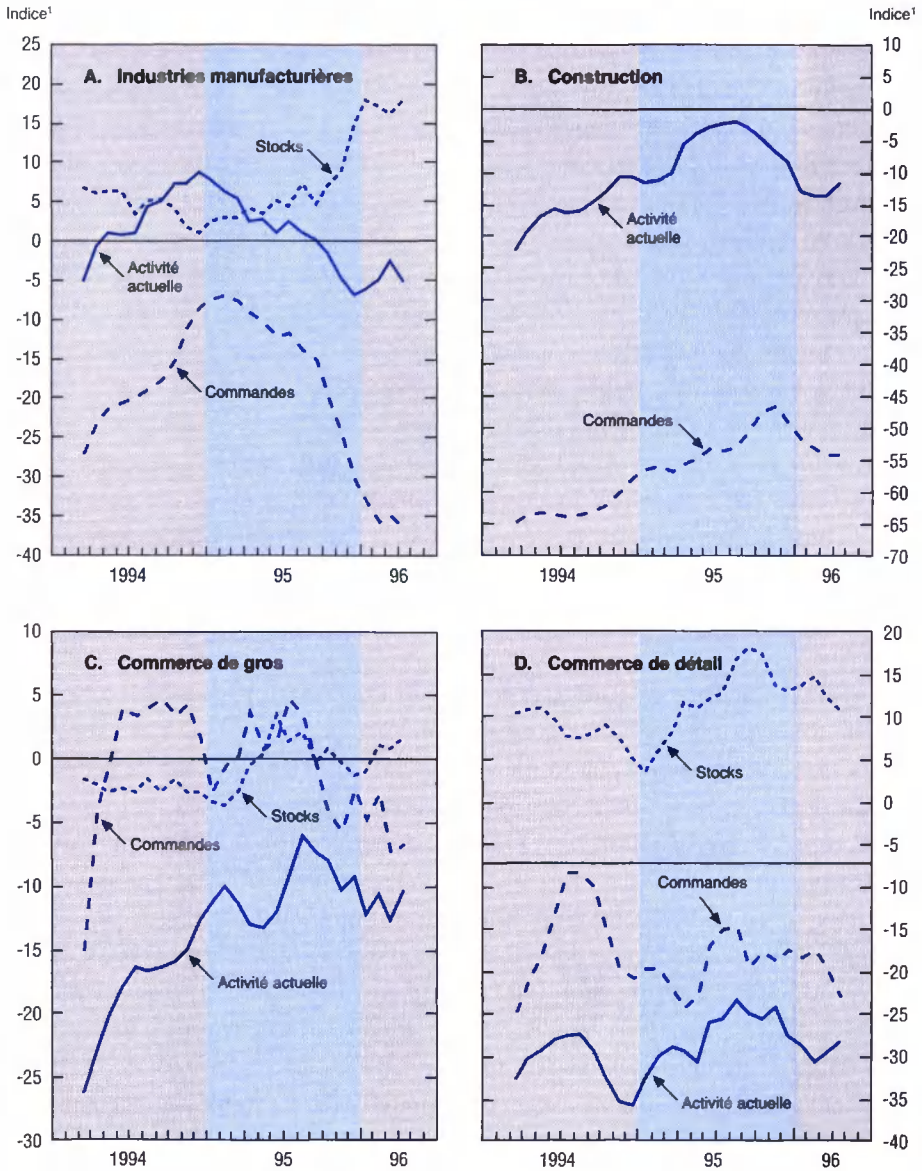 Indice¹ Indice¹
A. Industries manufacturières
25
20
15
10
5
0
-5
-10
-15
-20
-25
-30
-35
-40
Stocks
Activité
actuelle
Commandes
1994 95 96
B. Construction
10
5
0
-5
-10
-15
-20
-25
-30
-35
-40
-45
-50
-55
-60
-65
-70
Activité
actuelle
Commandes
1994 95 96
C. Commerce de gros
10
5
0
-5
-10
-15
-20
-25
-30
Commandes
Stocks
Activité actuelle
1994 95 96
D. Commerce de détail
20
15
10
5
0
-5
-10
-15
-20
-25
-30
-35
-40
Stocks
Commandes
Activité actuelle
1994 95 96